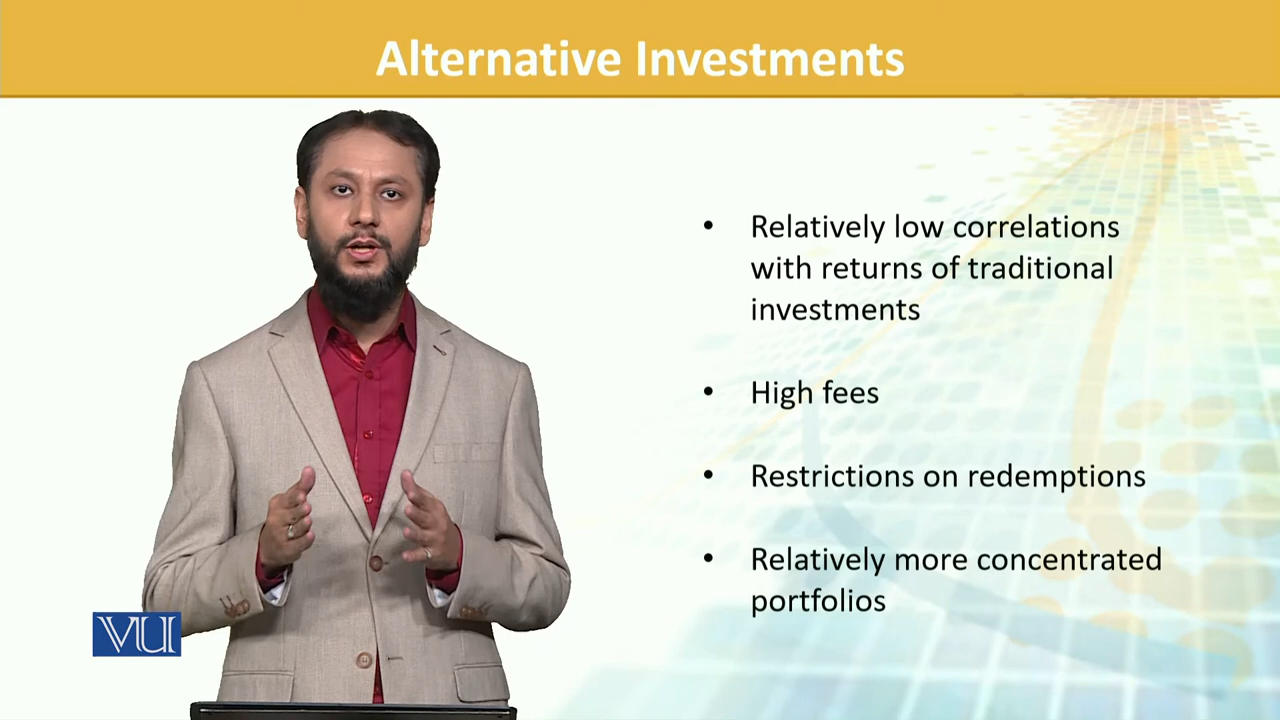 Alternative Investments
• Relatively low correlations
with returns of traditional
investments
• High fees
• Restrictions on redemptions
• Relatively more concentrated
portfolios
VU